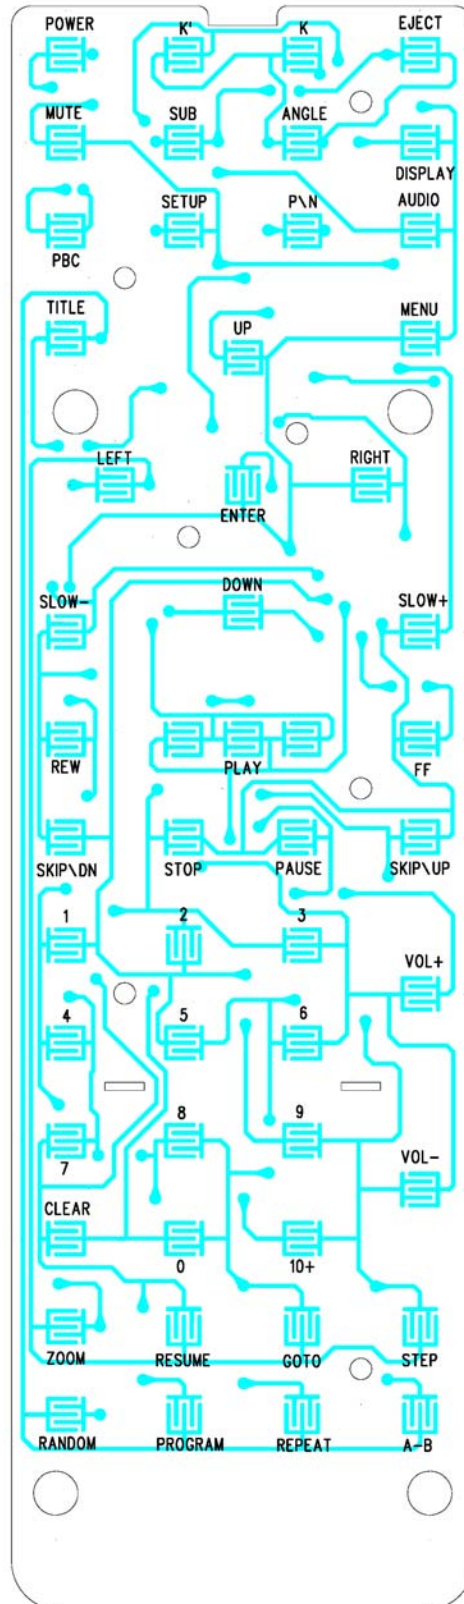 POWER K' K EJECT
MUTE SUB ANGLE DISPLAY
PBC SETUP P\N AUDIO
TITLE UP MENU
LEFT ENTER RIGHT
SLOW- DOWN SLOW+
REW PLAY FF
SKIP\DN STOP PAUSE SKIP\UP
1 2 3 VOL+
4 5 6
7 8 9 VOL-
CLEAR 0 10+
ZOOM RESUME GOTO STEP
RANDOM PROGRAM REPEAT A-B